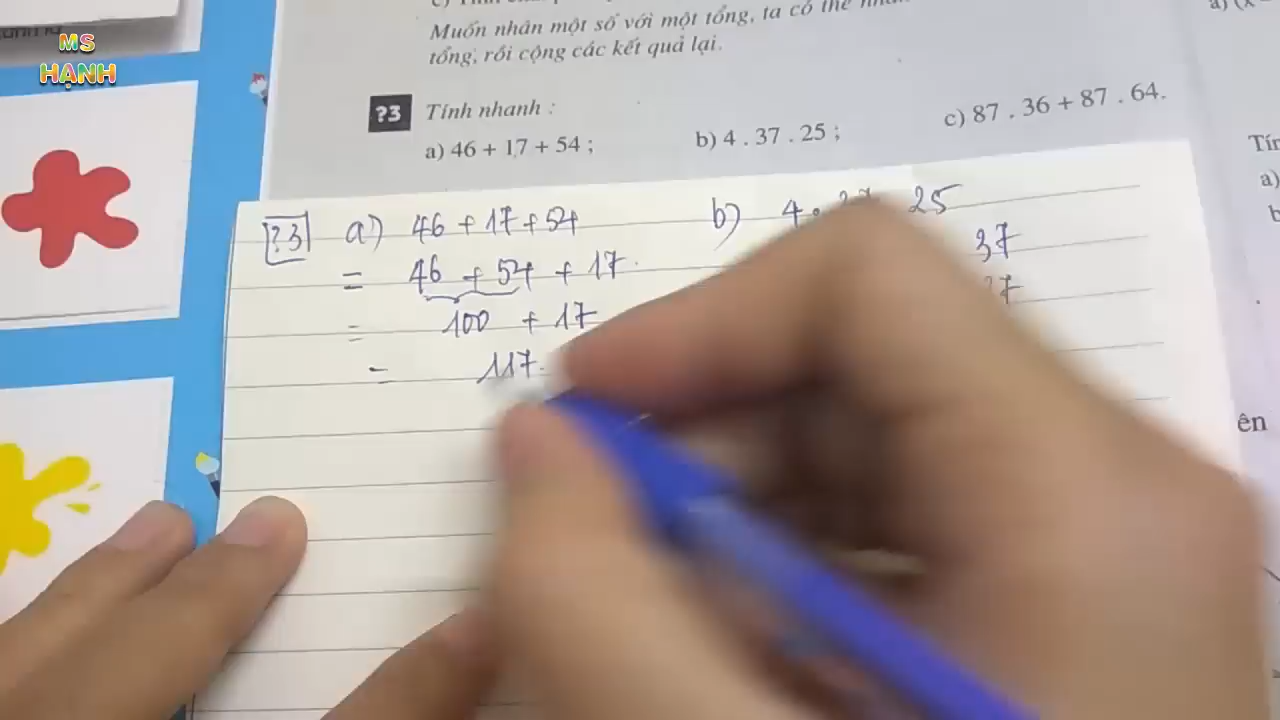 MS
HẠNH
Muốn nhân một số với một tổng, ta có thể
tổng, rồi cộng các kết quả lại.
?3 Tính nhanh :
a) 46 + 17 + 54 ; b) 4 . 37 . 25 ; c) 87 . 36 + 87 . 64.
?3 a) 46 + 17 + 54 b) 4 . 25
= 46 + 54 + 17 37
= 100 + 17
= 117
a)
ên